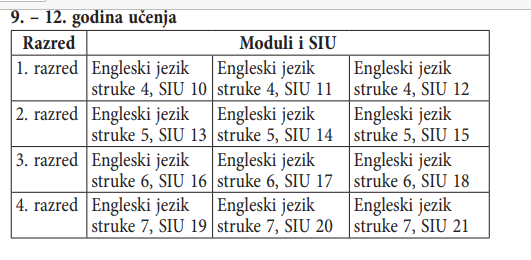 9. – 12. godina učenja
Razred Moduli i SIU
1. razred Engleski jezik Engleski jezik Engleski jezik
struke 4, SIU 10 struke 4, SIU 11 struke 4, SIU 12
2. razred Engleski jezik Engleski jezik Engleski jezik
struke 5, SIU 13 struke 5, SIU 14 struke 5, SIU 15
3. razred Engleski jezik Engleski jezik Engleski jezik
struke 6, SIU 16 struke 6, SIU 17 struke 6, SIU 18
4. razred Engleski jezik Engleski jezik Engleski jezik
struke 7, SIU 19 struke 7, SIU 20 struke 7, SIU 21